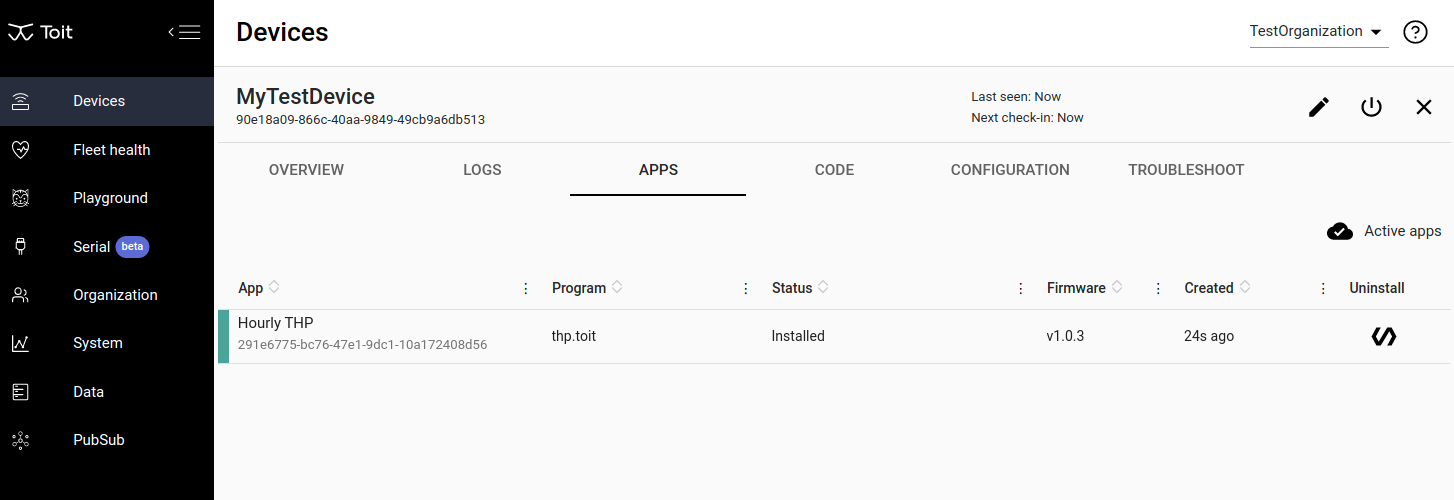 Toit
Devices
Fleet health
Playground
Serial beta
Organization
System
Data
PubSub
Devices
TestOrganization
MyTestDevice
90e18a09-866c-40aa-9849-49cb9a6db513
Last seen: Now
Next check-in: Now
OVERVIEW LOGS APPS CODE CONFIGURATION TROUBLESHOOT
Active apps
App Program Status Firmware Created Uninstall
Hourly THP
291e6775-bc76-47e1-9dc1-10a172408d56
thp.toit Installed v1.0.3 24s ago